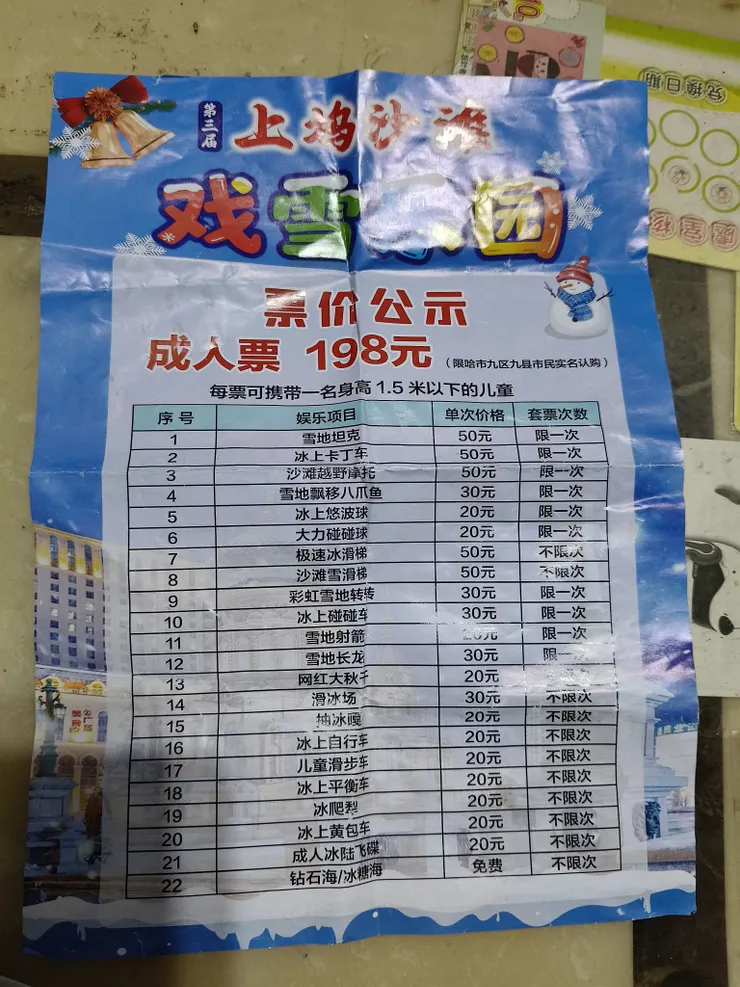 兑换日期
第三届
上坞沙滩
戏雪乐园
票价公示
成人票 198元 (限哈市九区九县市民实名认购)
每票可携带一名身高 1.5 米以下的儿童
序号 娱乐项目 单次价格 套票次数
1 雪地坦克 50元 限一次
2 冰上卡丁车 50元 限一次
3 沙滩越野摩托 50元 限一次
4 雪地飘移八爪鱼 30元 限一次
5 冰上悠波球 20元 限一次
6 大力碰碰球 20元 限一次
7 极速冰滑梯 50元 不限次
8 沙滩雪滑梯 50元 不限次
9 彩虹雪地转转 30元 限一次
10 冰上碰碰车 30元 限一次
11 雪地射箭 20元 限一次
12 雪地长龙 30元 限一次
13 网红大秋千 20元
14 滑冰场 30元 不限次
15 抽冰嘎 20元 不限次
16 冰上自行车 20元 不限次
17 儿童滑步车 20元 不限次
18 冰上平衡车 20元 不限次
19 冰爬犁 20元 不限次
20 冰上黄包车 20元 不限次
21 成人冰陆飞碟 20元 不限次
22 钻石海/冰糖海 免费 不限次